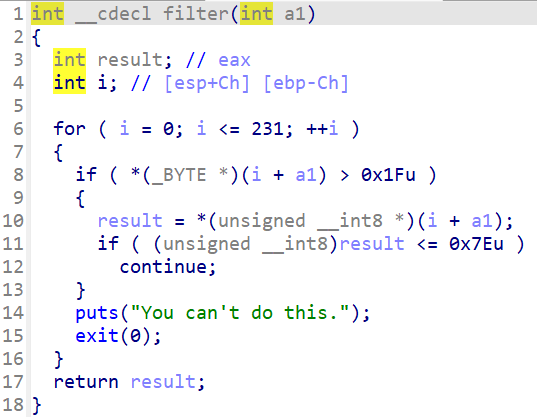 1 int __cdecl filter(int a1)
2 {
3   int result; // eax
4   int i; // [esp+Ch] [ebp-Ch]
5
6   for ( i = 0; i <= 231; ++i )
7   {
8     if ( *(_BYTE *)(i + a1) > 0x1Fu )
9     {
10       result = *(unsigned __int8 *)(i + a1);
11       if ( (unsigned __int8)result <= 0x7Eu )
12         continue;
13     }
14     puts("You can't do this.");
15     exit(0);
16   }
17   return result;
18 }